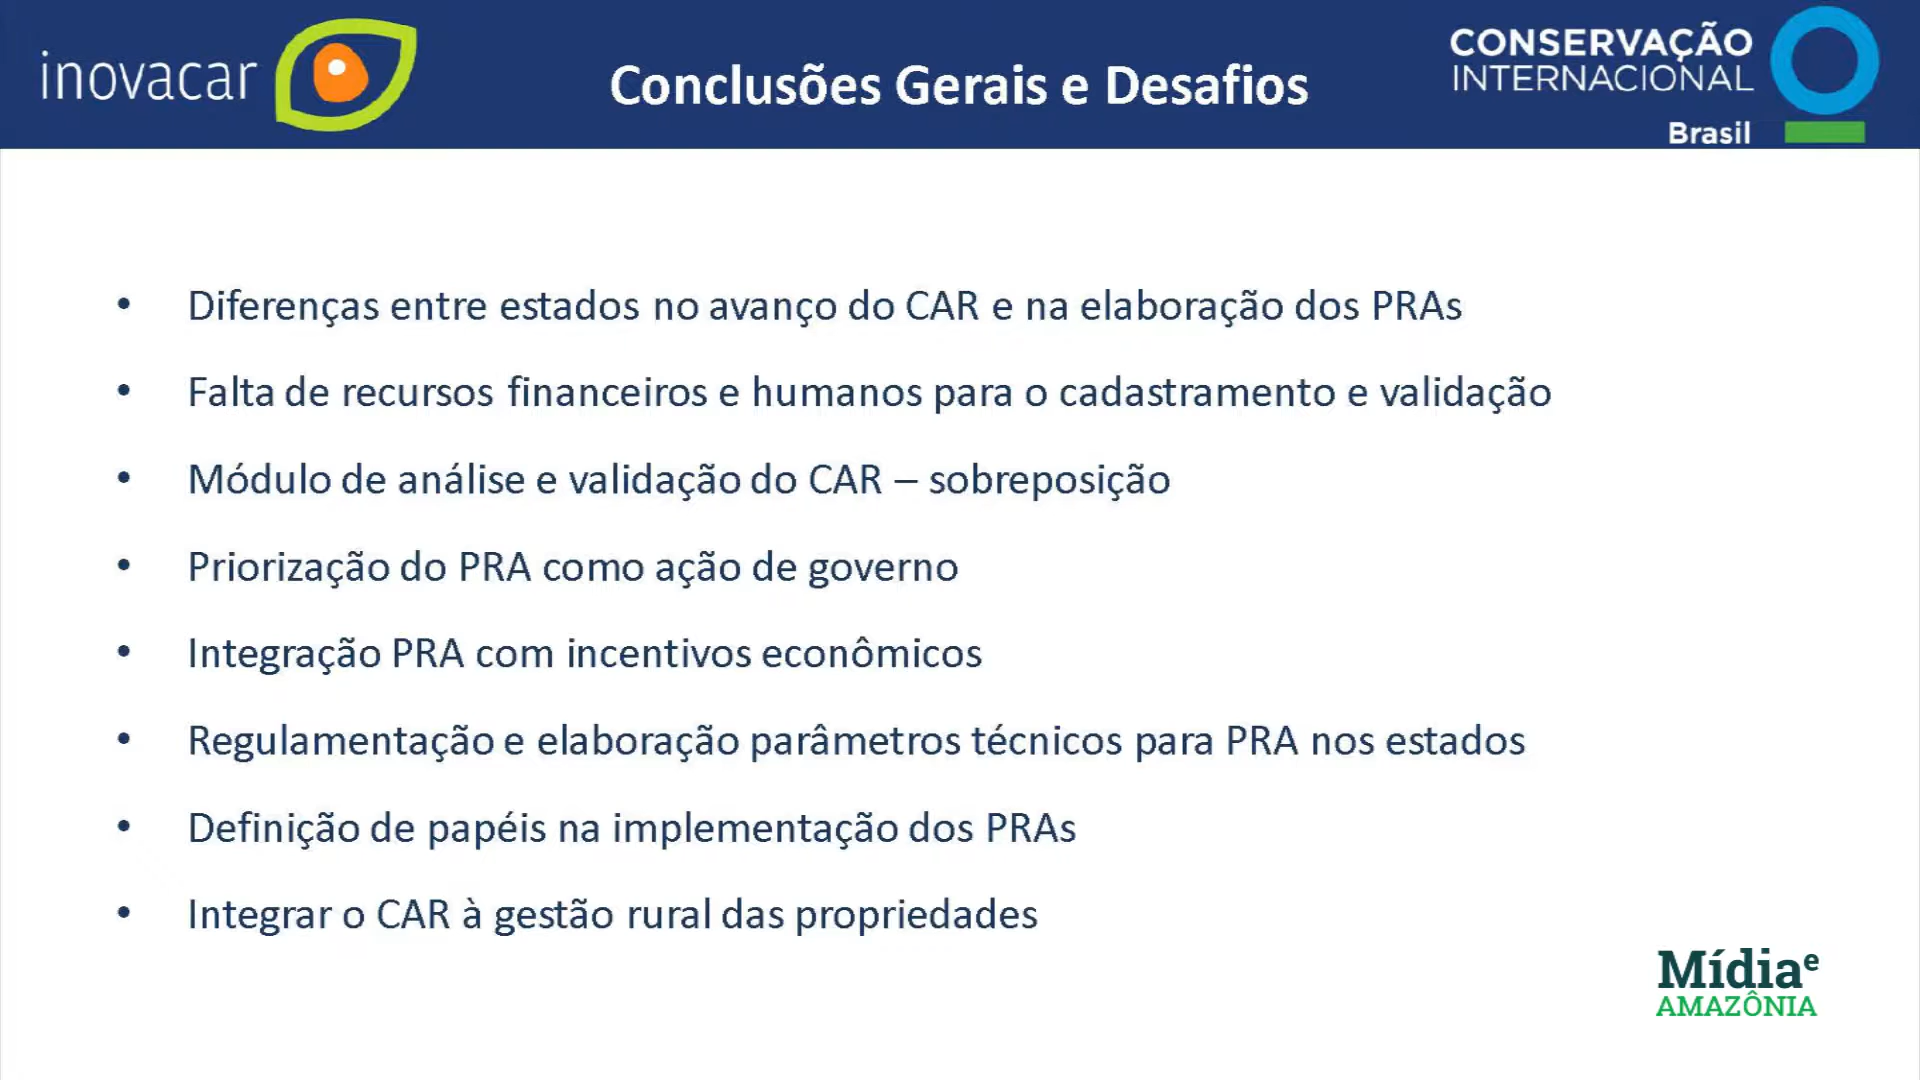 inovacar
Conclusões Gerais e Desafios
CONSERVAÇÃO
INTERNACIONAL
Brasil
• Diferenças entre estados no avanço do CAR e na elaboração dos PRAs
• Falta de recursos financeiros e humanos para o cadastramento e validação
• Módulo de análise e validação do CAR – sobreposição
• Priorização do PRA como ação de governo
• Integração PRA com incentivos econômicos
• Regulamentação e elaboração parâmetros técnicos para PRA nos estados
• Definição de papéis na implementação dos PRAs
• Integrar o CAR à gestão rural das propriedades
Mídia e
AMAZÔNIA